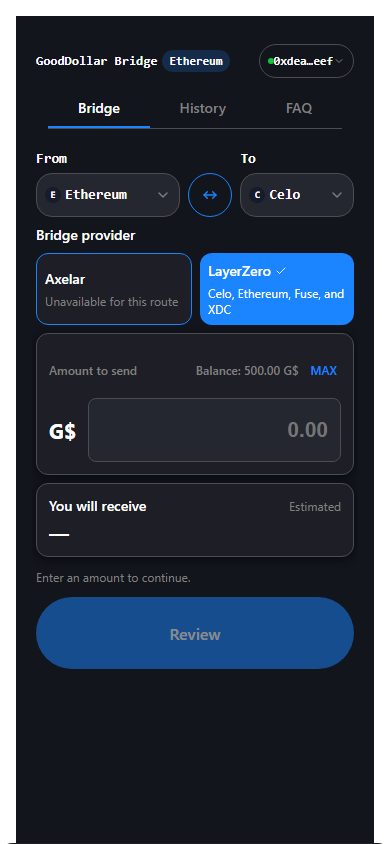 GoodDollar Bridge Ethereum 0xdea…eef
Bridge History FAQ
From To
E Ethereum C Celo
Bridge provider
Axelar
Unavailable for this route
LayerZero ✓
Celo, Ethereum, Fuse, and
XDC
Amount to send Balance: 500.00 G$ MAX
G$ 0.00
You will receive Estimated
—
Enter an amount to continue.
Review